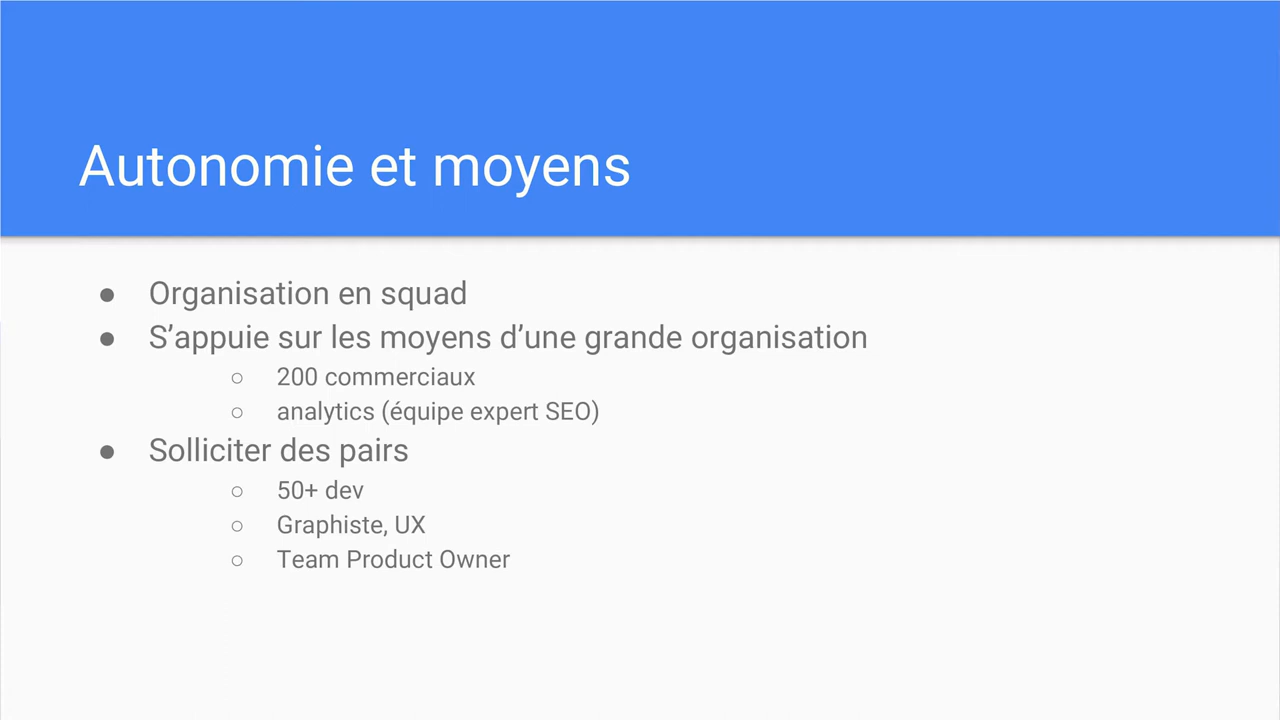 Autonomie et moyens
● Organisation en squad
● S’appuie sur les moyens d’une grande organisation
○ 200 commerciaux
○ analytics (équipe expert SEO)
● Solliciter des pairs
○ 50+ dev
○ Graphiste, UX
○ Team Product Owner